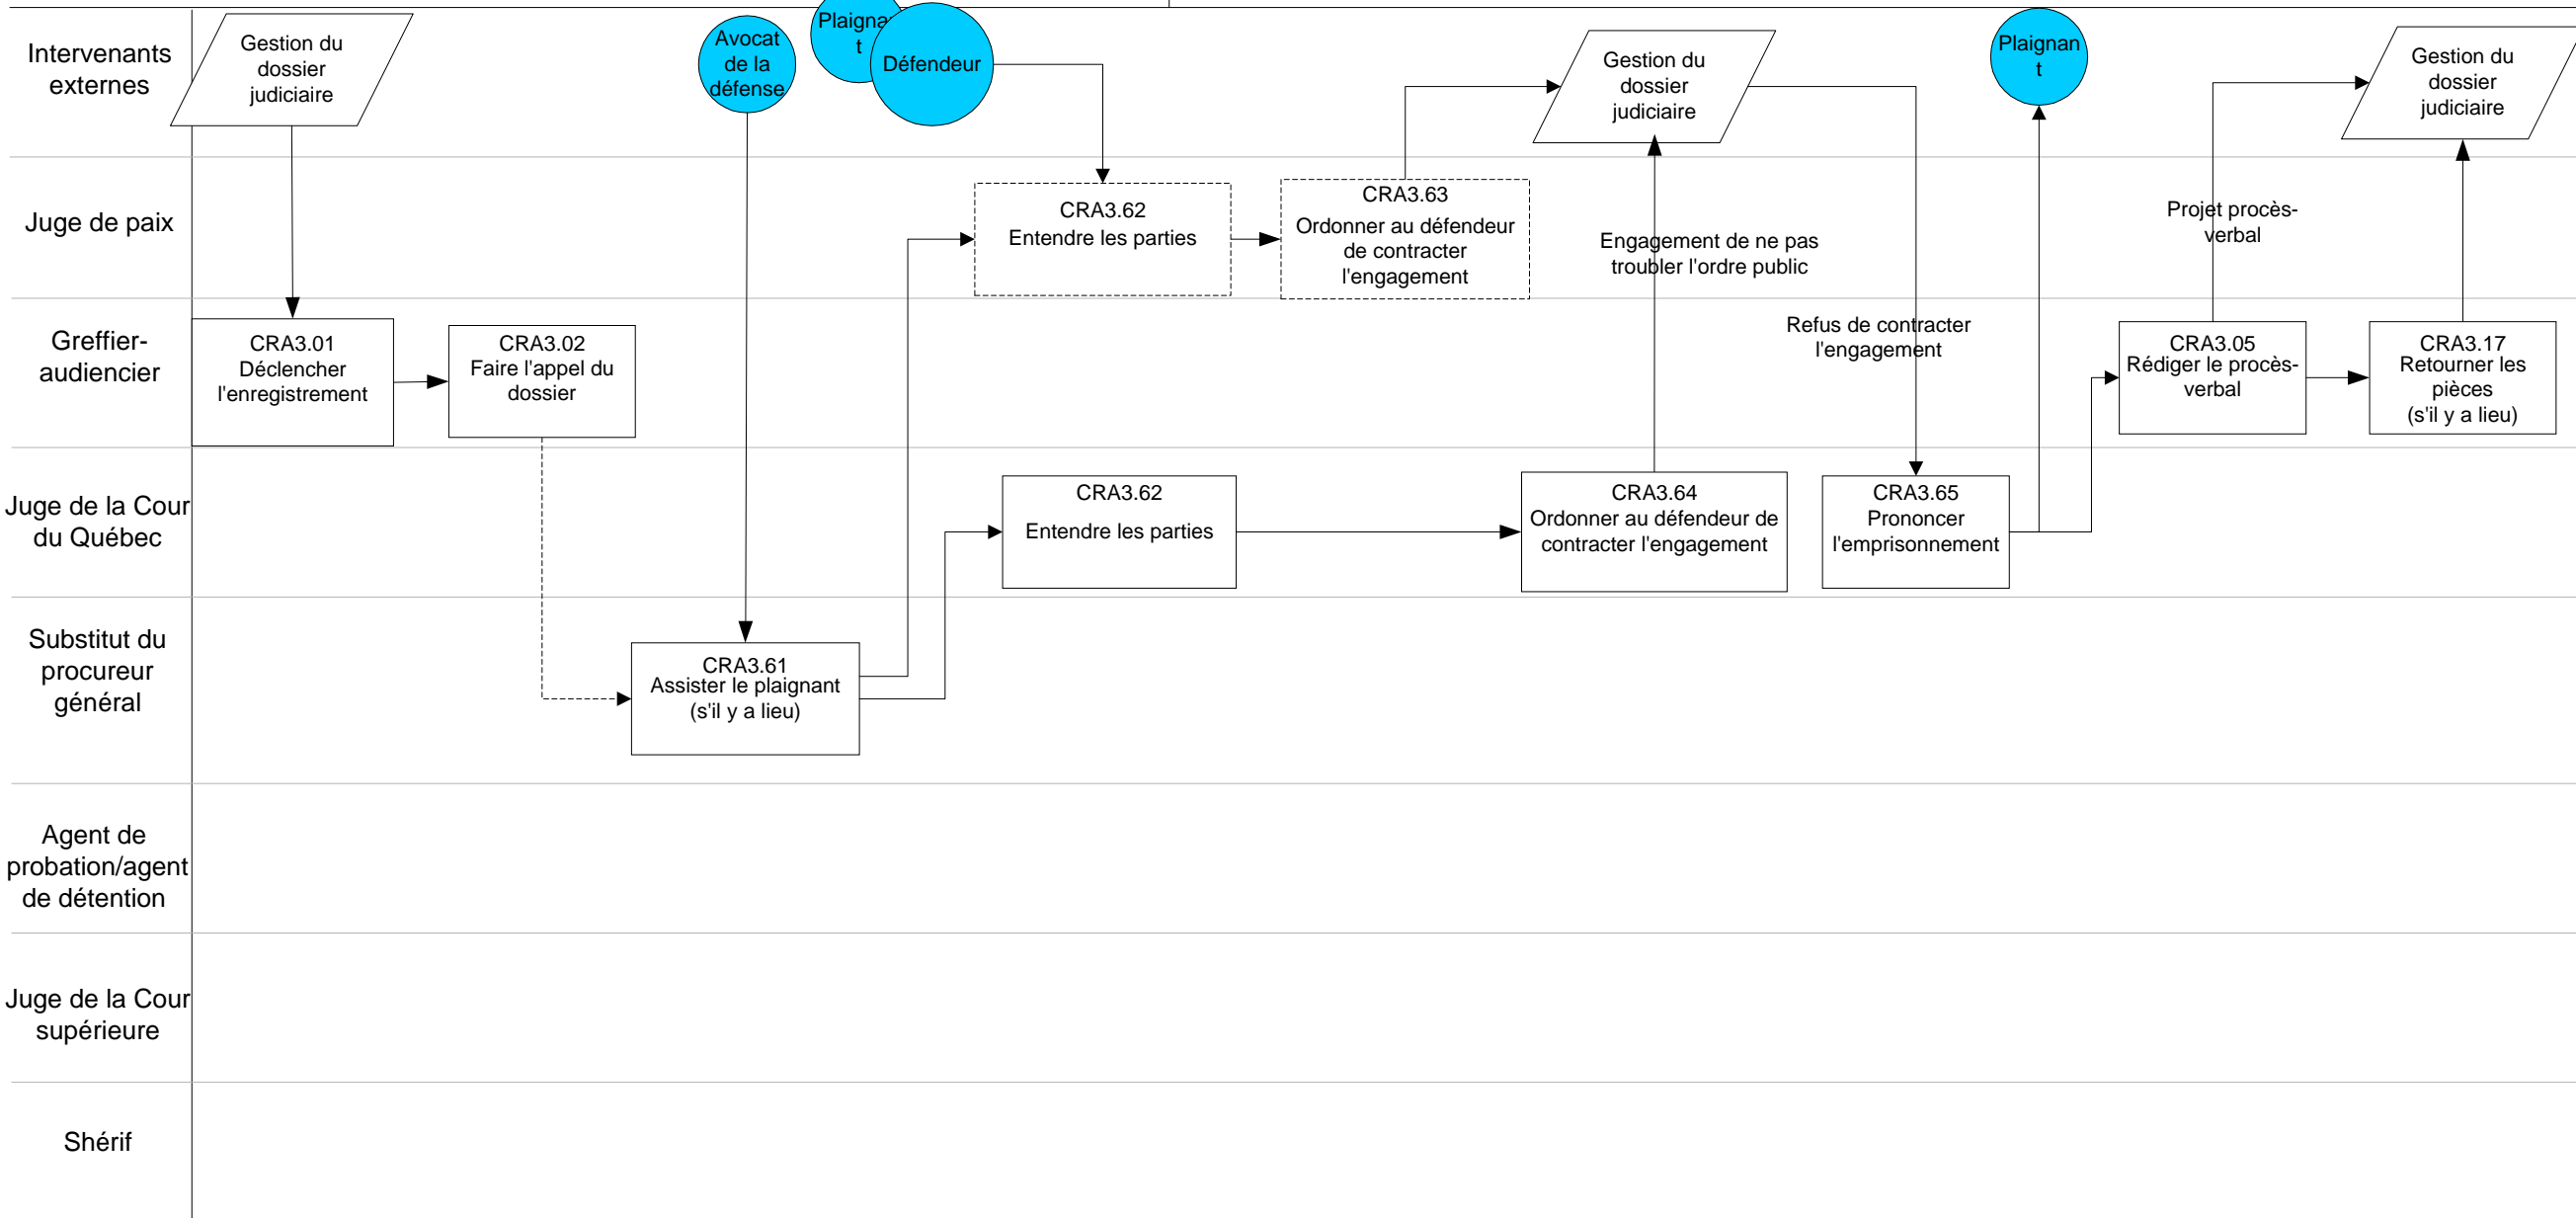 Intervenants
externes
Gestion du
dossier
judiciaire
Avocat
de la
défense
Plaignan
t
Défendeur
Gestion du
dossier
judiciaire
Plaignan
t
Gestion du
dossier
judiciaire
Juge de paix
CRA3.62
Entendre les parties
CRA3.63
Ordonner au défendeur
de contracter
l'engagement
Engagement de ne pas
troubler l'ordre public
Projet procès-
verbal
Greffier-
audiencier
CRA3.01
Déclencher
l'enregistrement
CRA3.02
Faire l'appel du
dossier
Refus de contracter
l'engagement
CRA3.05
Rédiger le procès-
verbal
CRA3.17
Retourner les
pièces
(s'il y a lieu)
Juge de la Cour
du Québec
CRA3.62
Entendre les parties
CRA3.64
Ordonner au défendeur de
contracter l'engagement
CRA3.65
Prononcer
l'emprisonnement
Substitut du
procureur
général
CRA3.61
Assister le plaignant
(s'il y a lieu)
Agent de
probation/agent
de détention
Juge de la Cour
supérieure
Shérif